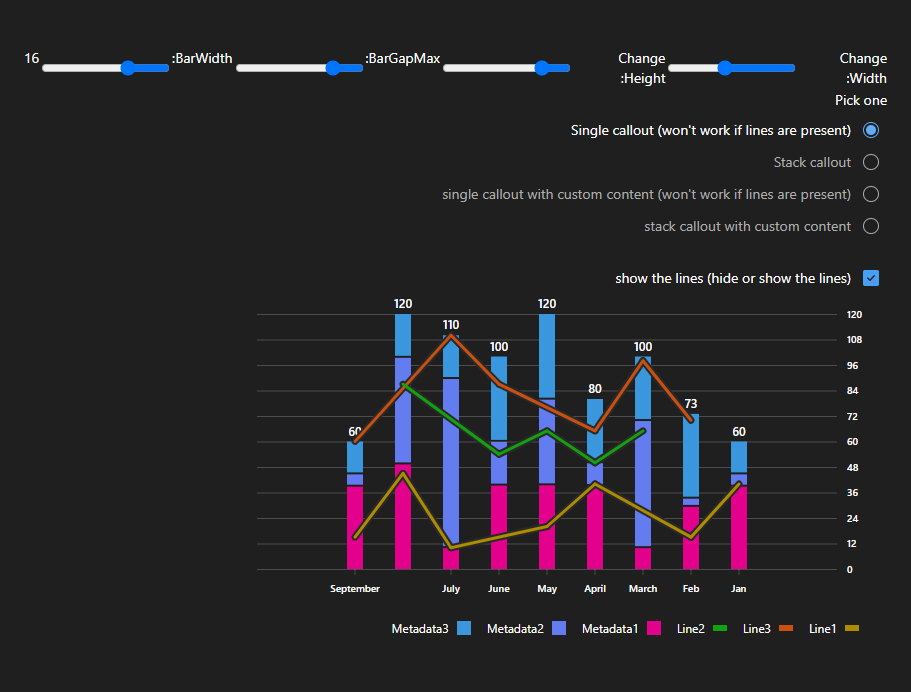 16 :BarWidth :BarGapMax Change :Height Change :Width
Pick one
Single callout (won't work if lines are present)
Stack callout
single callout with custom content (won't work if lines are present)
stack callout with custom content
show the lines (hide or show the lines)
120 120 120
110 108
100 100 96
80 84
73 72
60 60 60
48
36
24
12
0
September July June May April March Feb Jan
Metadata3 Metadata2 Metadata1 Line2 Line3 Line1